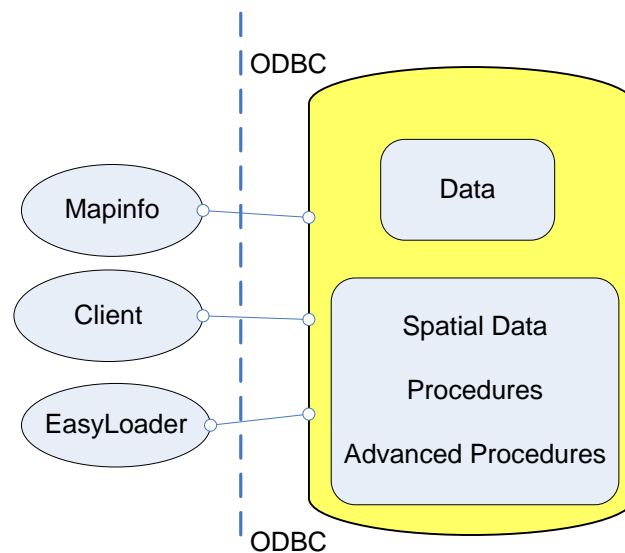 ODBC
Data
Mapinfo
Client
Spatial Data
Procedures
EasyLoader
Advanced Procedures
ODBC